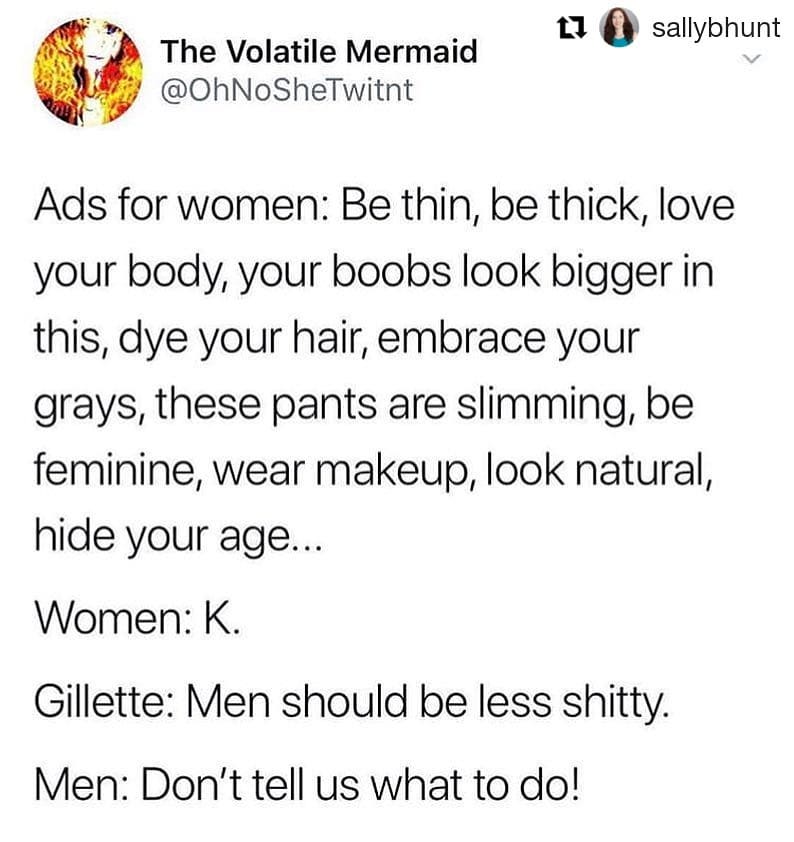 sallybhunt
The Volatile Mermaid
@OhNoSheTwitnt
Ads for women: Be thin, be thick, love
your body, your boobs look bigger in
this, dye your hair, embrace your
grays, these pants are slimming, be
feminine, wear makeup, look natural,
hide your age...
Women: K.
Gillette: Men should be less shitty.
Men: Don't tell us what to do!